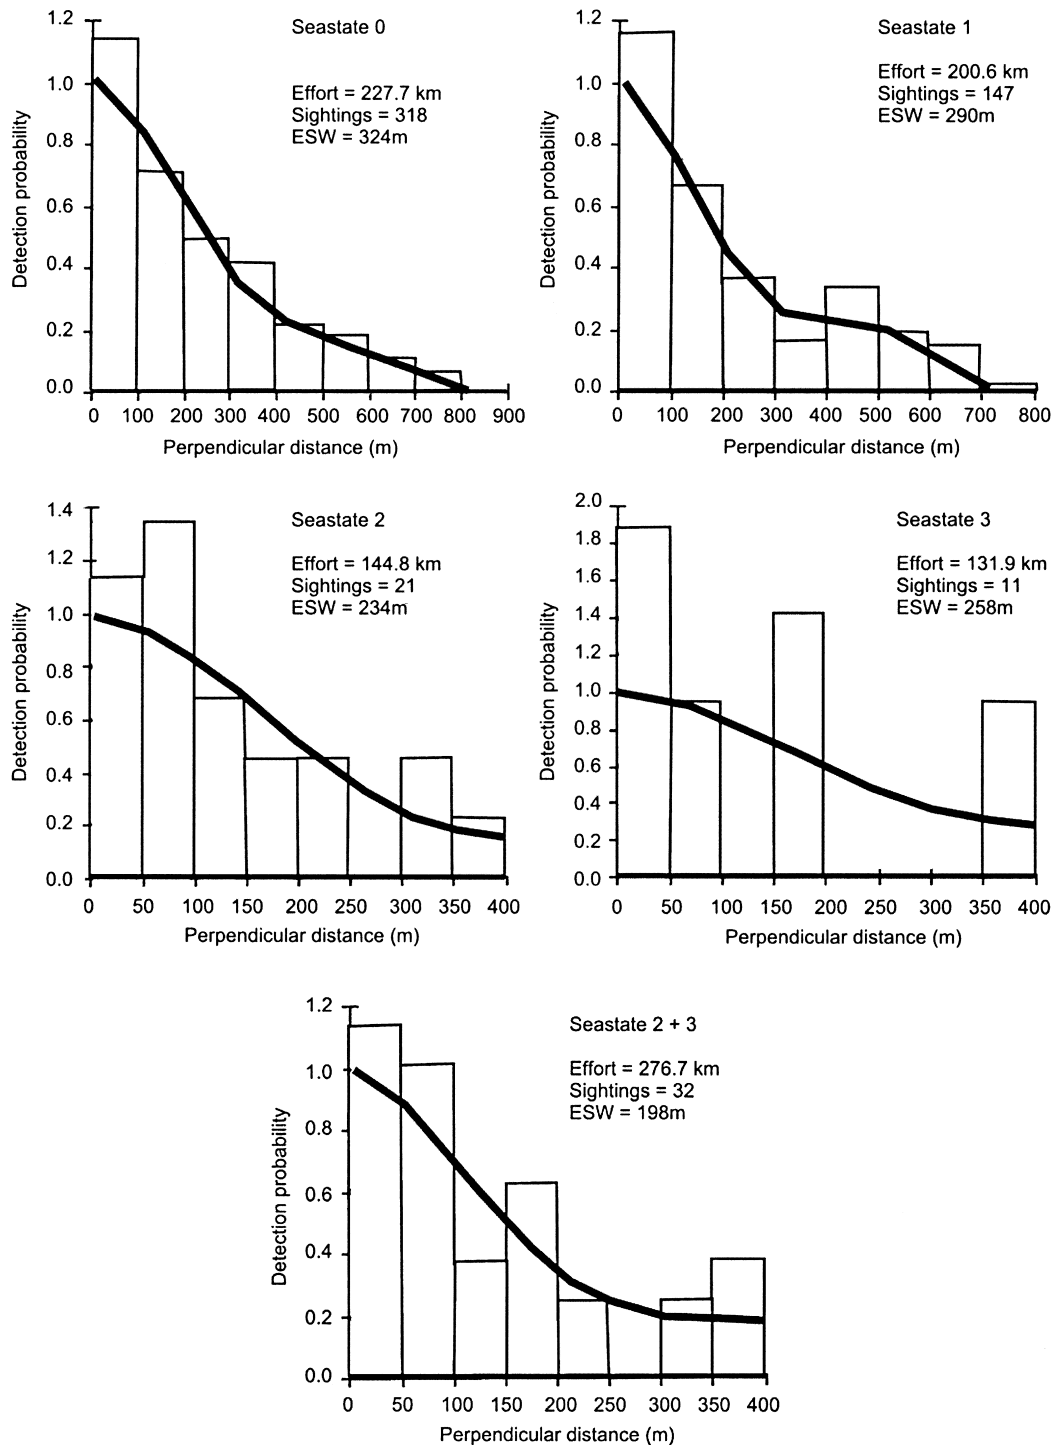 Seastate 0
Effort = 227.7 km
Sightings = 318
ESW = 324m
Detection probability
1.2
1.0
0.8
0.6
0.4
0.2
0.0
0 100 200 300 400 500 600 700 800 900
Perpendicular distance (m)
Seastate 1
Effort = 200.6 km
Sightings = 147
ESW = 290m
Detection probability
1.2
1.0
0.8
0.6
0.4
0.2
0.0
0 100 200 300 400 500 600 700 800
Perpendicular distance (m)
Seastate 2
Effort = 144.8 km
Sightings = 21
ESW = 234m
Detection probability
1.4
1.2
1.0
0.8
0.6
0.4
0.2
0.0
0 50 100 150 200 250 300 350 400
Perpendicular distance (m)
Seastate 3
Effort = 131.9 km
Sightings = 11
ESW = 258m
Detection probability
2.0
1.8
1.6
1.4
1.2
1.0
0.8
0.6
0.4
0.2
0.0
0 50 100 150 200 250 300 350 400
Perpendicular distance (m)
Seastate 2 + 3
Effort = 276.7 km
Sightings = 32
ESW = 198m
Detection probability
1.2
1.0
0.8
0.6
0.4
0.2
0.0
0 50 100 150 200 250 300 350 400
Perpendicular distance (m)